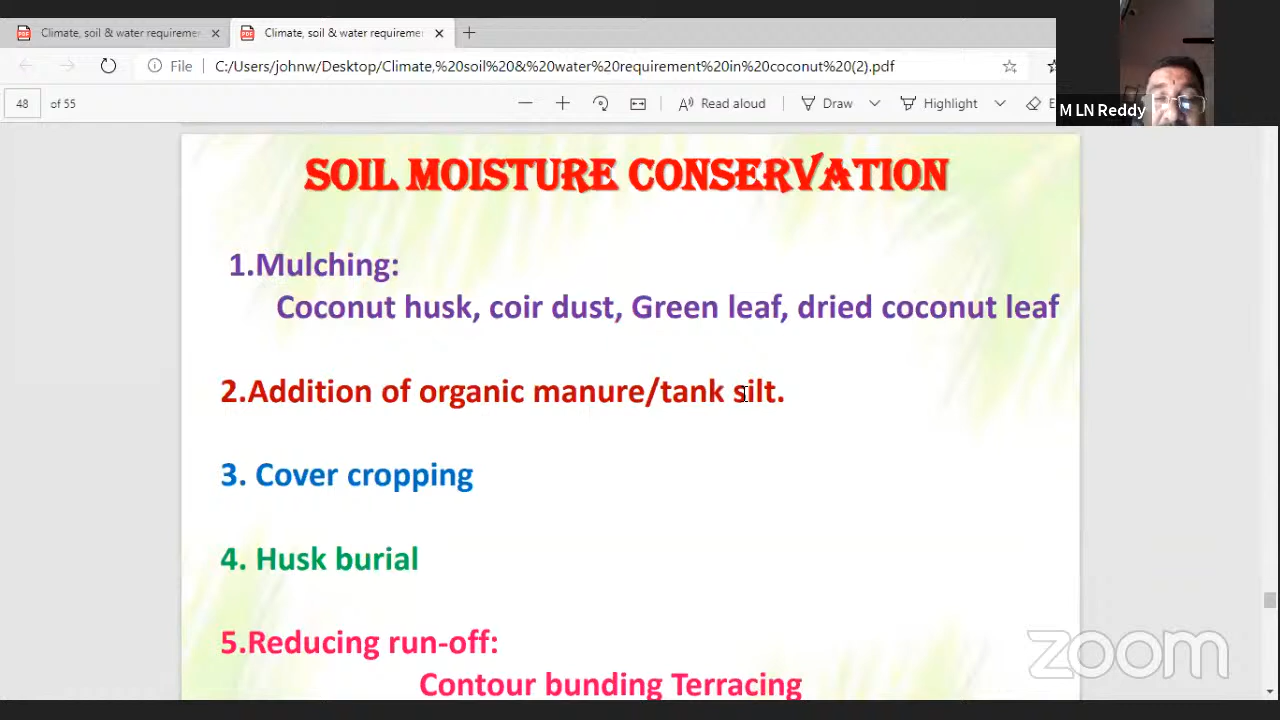 Climate, soil & water requiremen
Climate, soil & water requiremen
File
C:/Users/johnw/Desktop/Climate,%20soil%20&%20water%20requirement%20in%20coconut%20(2).pdf
48 of 55
Read aloud
Draw
Highlight
E
M LN Reddy
SOIL MOISTURE CONSERVATION
1.Mulching:
Coconut husk, coir dust, Green leaf, dried coconut leaf
2.Addition of organic manure/tank silt.
3. Cover cropping
4. Husk burial
5.Reducing run-off:
Contour bunding Terracing
zoom